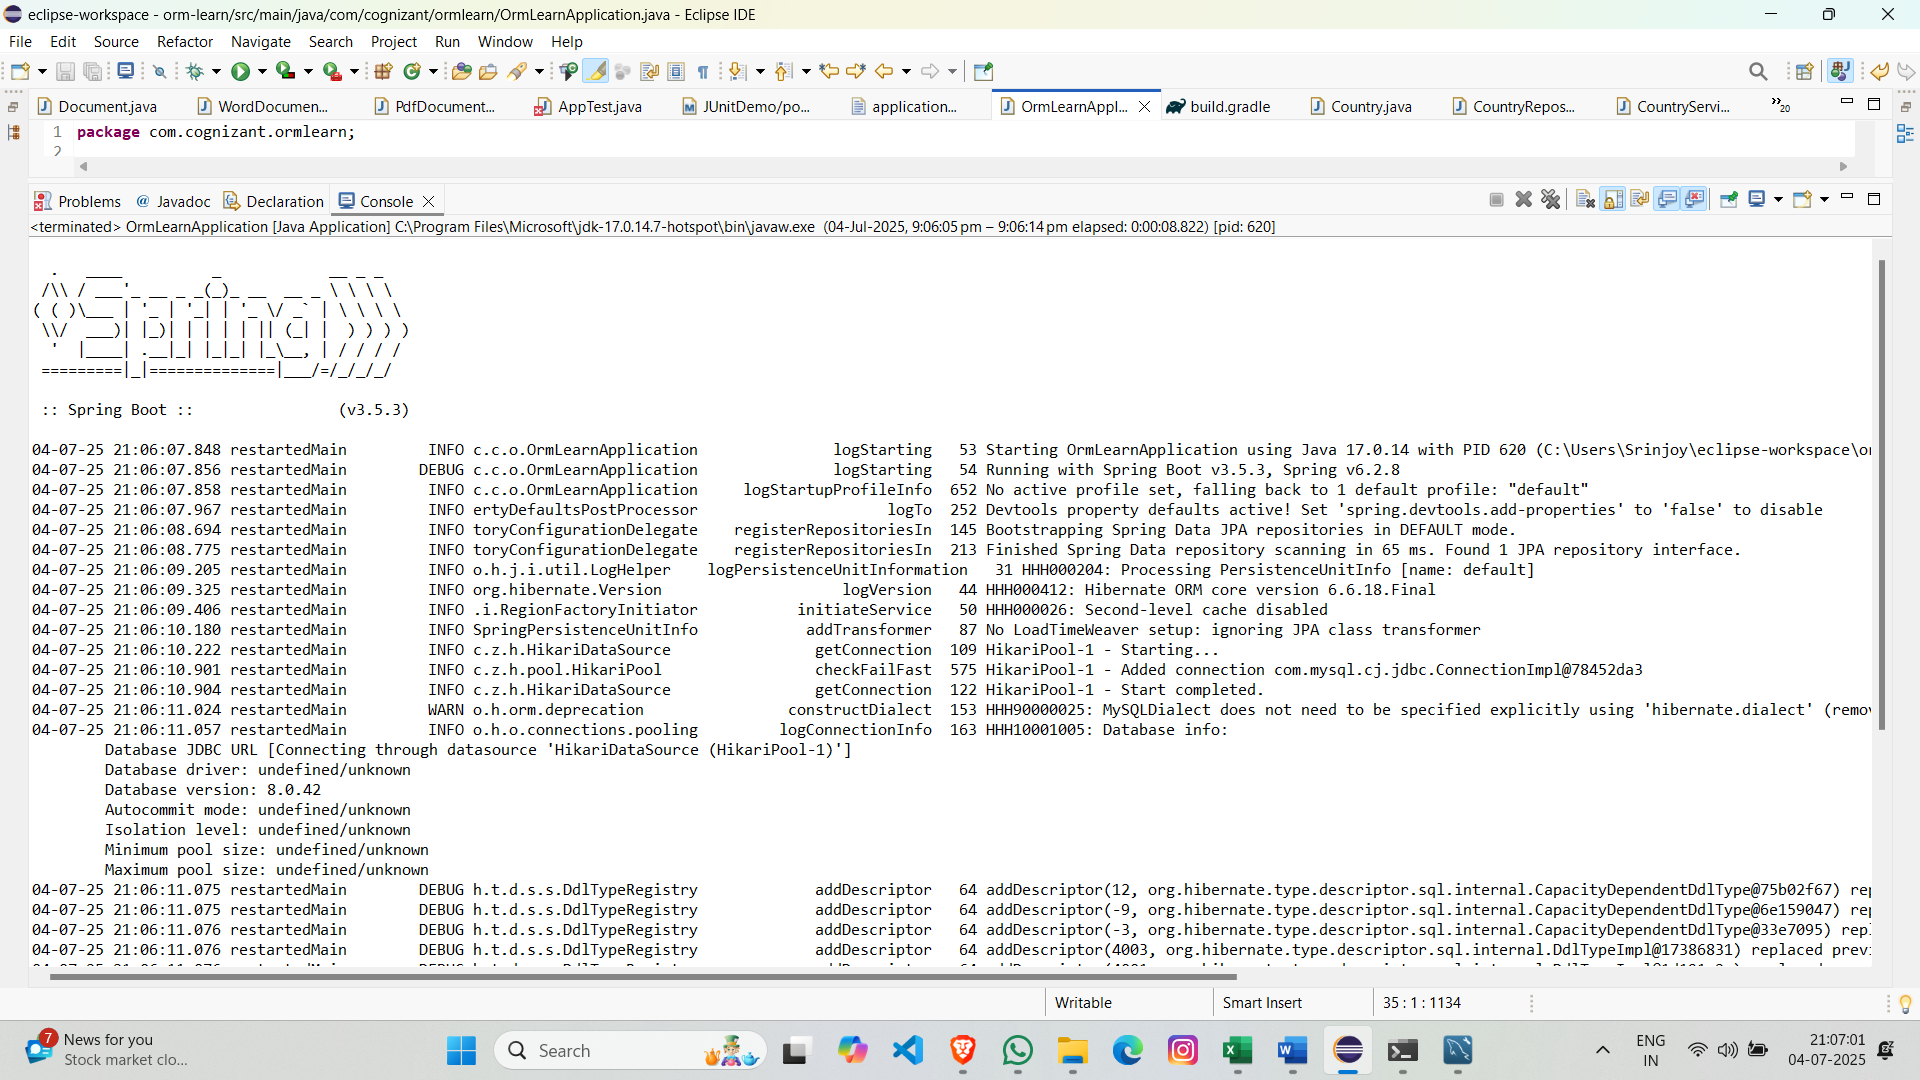 eclipse-workspace - orm-learn/src/main/java/com/cognizant/ormlearn/OrmLearnApplication.java - Eclipse IDE
File Edit Source Refactor Navigate Search Project Run Window Help
Document.java WordDocumen... PdfDocument... AppTest.java JUnitDemo/po... application... OrmLearnAppl... build.gradle Country.java CountryRepos... CountryServi... »20
1 package com.cognizant.ormlearn;
2
Problems @ Javadoc Declaration Console
<terminated> OrmLearnApplication [Java Application] C:\Program Files\Microsoft\jdk-17.0.14.7-hotspot\bin\javaw.exe (04-Jul-2025, 9:06:05 pm – 9:06:14 pm elapsed: 0:00:08.822) [pid: 620]
  .   ____          _            __ _ _
 /\\ / ___'_ __ _ _(_)_ __  __ _ \ \ \ \
( ( )\___ | '_ | '_| | '_ \/ _` | \ \ \ \
 \\/  ___)| |_)| | | | | || (_| |  ) ) ) )
  '  |____| .__|_| |_|_| |_\__, | / / / /
 =========|_|==============|___/=/_/_/_/
 :: Spring Boot ::                (v3.5.3)
04-07-25 21:06:07.848 restartedMain INFO c.c.o.OrmLearnApplication logStarting 53 Starting OrmLearnApplication using Java 17.0.14 with PID 620 (C:\Users\Srinjoy\eclipse-workspace\or
04-07-25 21:06:07.856 restartedMain DEBUG c.c.o.OrmLearnApplication logStarting 54 Running with Spring Boot v3.5.3, Spring v6.2.8
04-07-25 21:06:07.858 restartedMain INFO c.c.o.OrmLearnApplication logStartupProfileInfo 652 No active profile set, falling back to 1 default profile: "default"
04-07-25 21:06:07.967 restartedMain INFO ertyDefaultsPostProcessor logTo 252 Devtools property defaults active! Set 'spring.devtools.add-properties' to 'false' to disable
04-07-25 21:06:08.694 restartedMain INFO toryConfigurationDelegate registerRepositoriesIn 145 Bootstrapping Spring Data JPA repositories in DEFAULT mode.
04-07-25 21:06:08.775 restartedMain INFO toryConfigurationDelegate registerRepositoriesIn 213 Finished Spring Data repository scanning in 65 ms. Found 1 JPA repository interface.
04-07-25 21:06:09.205 restartedMain INFO o.h.j.i.util.LogHelper logPersistenceUnitInformation 31 HHH000204: Processing PersistenceUnitInfo [name: default]
04-07-25 21:06:09.325 restartedMain INFO org.hibernate.Version logVersion 44 HHH000412: Hibernate ORM core version 6.6.18.Final
04-07-25 21:06:09.406 restartedMain INFO .i.RegionFactoryInitiator initiateService 50 HHH000026: Second-level cache disabled
04-07-25 21:06:10.180 restartedMain INFO SpringPersistenceUnitInfo addTransformer 87 No LoadTimeWeaver setup: ignoring JPA class transformer
04-07-25 21:06:10.222 restartedMain INFO c.z.h.HikariDataSource getConnection 109 HikariPool-1 - Starting...
04-07-25 21:06:10.901 restartedMain INFO c.z.h.pool.HikariPool checkFailFast 575 HikariPool-1 - Added connection com.mysql.cj.jdbc.ConnectionImpl@78452da3
04-07-25 21:06:10.904 restartedMain INFO c.z.h.HikariDataSource getConnection 122 HikariPool-1 - Start completed.
04-07-25 21:06:11.024 restartedMain WARN o.h.orm.deprecation constructDialect 153 HHH90000025: MySQLDialect does not need to be specified explicitly using 'hibernate.dialect' (remov
04-07-25 21:06:11.057 restartedMain INFO o.h.o.connections.pooling logConnectionInfo 163 HHH10001005: Database info:
Database JDBC URL [Connecting through datasource 'HikariDataSource (HikariPool-1)']
Database driver: undefined/unknown
Database version: 8.0.42
Autocommit mode: undefined/unknown
Isolation level: undefined/unknown
Minimum pool size: undefined/unknown
Maximum pool size: undefined/unknown
04-07-25 21:06:11.075 restartedMain DEBUG h.t.d.s.s.DdlTypeRegistry addDescriptor 64 addDescriptor(12, org.hibernate.type.descriptor.sql.internal.CapacityDependentDdlType@75b02f67) rep
04-07-25 21:06:11.075 restartedMain DEBUG h.t.d.s.s.DdlTypeRegistry addDescriptor 64 addDescriptor(-9, org.hibernate.type.descriptor.sql.internal.CapacityDependentDdlType@6e159047) rep
04-07-25 21:06:11.076 restartedMain DEBUG h.t.d.s.s.DdlTypeRegistry addDescriptor 64 addDescriptor(-3, org.hibernate.type.descriptor.sql.internal.CapacityDependentDdlType@33e7095) repl
04-07-25 21:06:11.076 restartedMain DEBUG h.t.d.s.s.DdlTypeRegistry addDescriptor 64 addDescriptor(4003, org.hibernate.type.descriptor.sql.internal.DdlTypeImpl@17386831) replaced previ
Writable Smart Insert 35 : 1 : 1134
7 News for you
Stock market clo...
Search
ENG
IN
21:07:01
04-07-2025